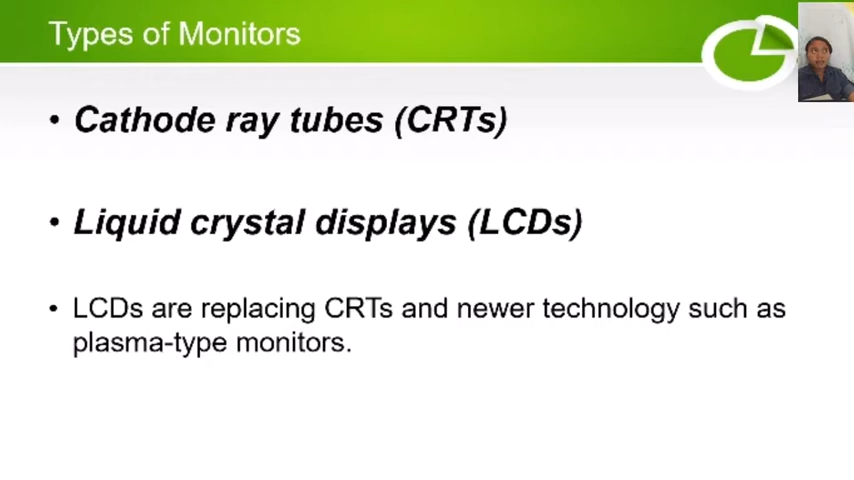 Types of Monitors
• Cathode ray tubes (CRTs)
• Liquid crystal displays (LCDs)
• LCDs are replacing CRTs and newer technology such as
plasma-type monitors.